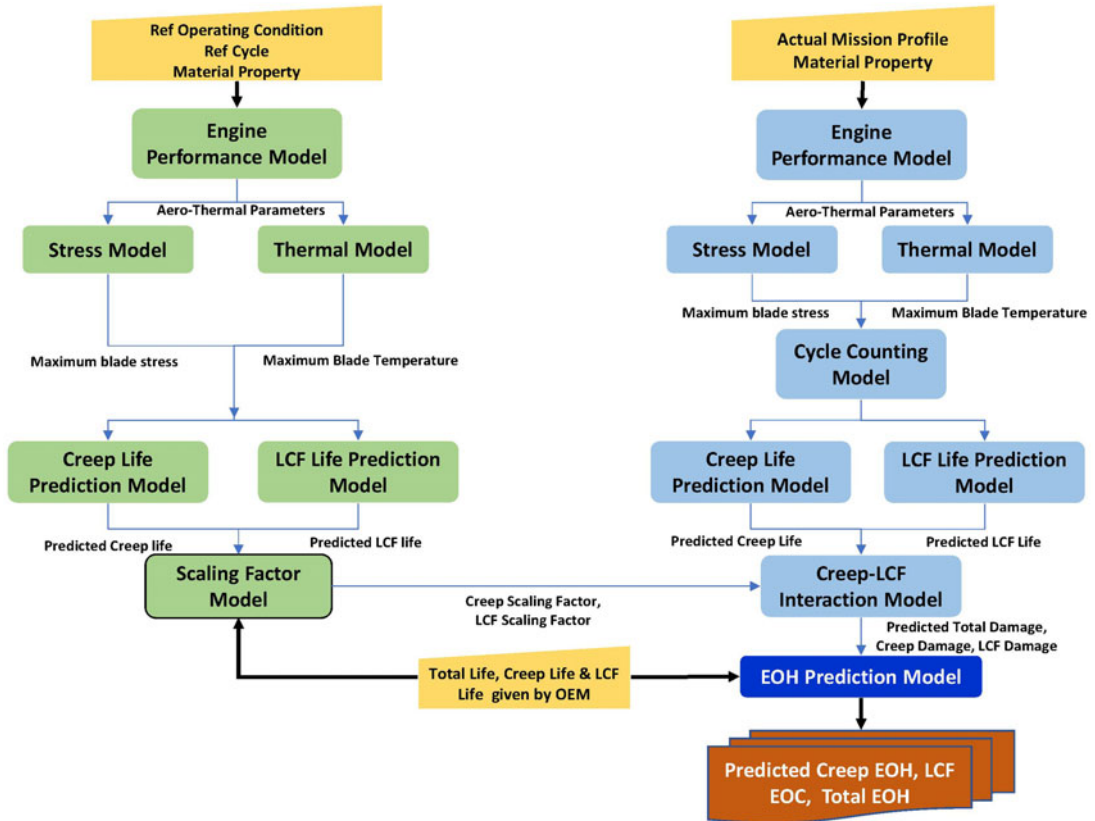 Ref Operating Condition
Ref Cycle
Material Property
Actual Mission Profile
Material Property
Engine
Performance Model
Engine
Performance Model
Aero-Thermal Parameters
Aero-Thermal Parameters
Stress Model
Thermal Model
Stress Model
Thermal Model
Maximum blade stress
Maximum Blade Temperature
Maximum blade stress
Maximum Blade Temperature
Cycle Counting
Model
Creep Life
Prediction Model
LCF Life Prediction
Model
Creep Life
Prediction Model
LCF Life Prediction
Model
Predicted Creep life
Predicted LCF life
Predicted Creep Life
Predicted LCF Life
Scaling Factor
Model
Creep Scaling Factor,
LCF Scaling Factor
Creep-LCF
Interaction Model
Predicted Total Damage,
Creep Damage, LCF Damage
Total Life, Creep Life & LCF
Life given by OEM
EOH Prediction Model
Predicted Creep EOH, LCF
EOC, Total EOH